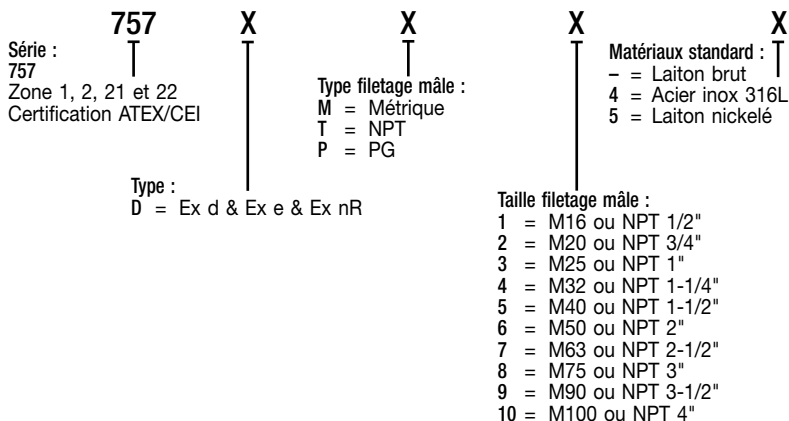 757 X X X X
Série :
757
Zone 1, 2, 21 et 22
Certification ATEX/CEI
Type :
D = Ex d & Ex e & Ex nR
Type filetage mâle :
M = Métrique
T = NPT
P = PG
Taille filetage mâle :
1 = M16 ou NPT 1/2"
2 = M20 ou NPT 3/4"
3 = M25 ou NPT 1"
4 = M32 ou NPT 1-1/4"
5 = M40 ou NPT 1-1/2"
6 = M50 ou NPT 2"
7 = M63 ou NPT 2-1/2"
8 = M75 ou NPT 3"
9 = M90 ou NPT 3-1/2"
10 = M100 ou NPT 4"
Matériaux standard :
– = Laiton brut
4 = Acier inox 316L
5 = Laiton nickelé